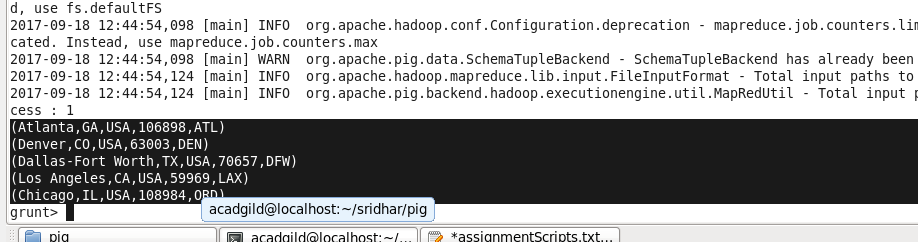 d, use fs.defaultFS
2017-09-18 12:44:54,098 [main] INFO  org.apache.hadoop.conf.Configuration.deprecation - mapreduce.job.counters.lim
cated. Instead, use mapreduce.job.counters.max
2017-09-18 12:44:54,098 [main] WARN  org.apache.pig.data.SchemaTupleBackend - SchemaTupleBackend has already been
2017-09-18 12:44:54,124 [main] INFO  org.apache.hadoop.mapreduce.lib.input.FileInputFormat - Total input paths to
2017-09-18 12:44:54,124 [main] INFO  org.apache.pig.backend.hadoop.executionengine.util.MapRedUtil - Total input p
cess : 1
(Atlanta,GA,USA,106898,ATL)
(Denver,CO,USA,63003,DEN)
(Dallas-Fort Worth,TX,USA,70657,DFW)
(Los Angeles,CA,USA,59969,LAX)
(Chicago,IL,USA,108984,ORD)
grunt>
acadgild@localhost:~/sridhar/pig
pig
acadgild@localhost:~/...
*assignmentScripts.txt...